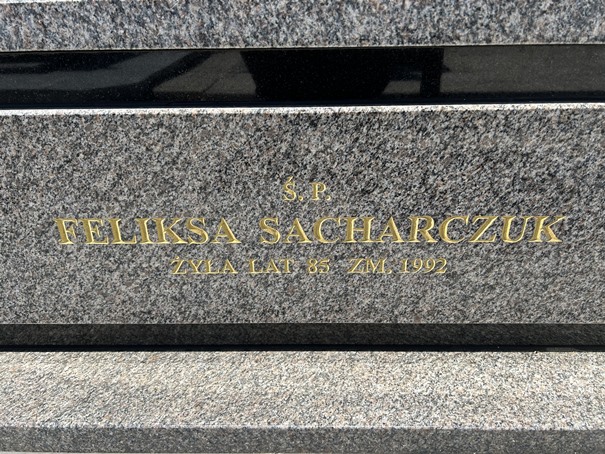 Ś. P.
FELIKSA SACHARCZUK
ŻYŁA LAT 85 ZM. 1992